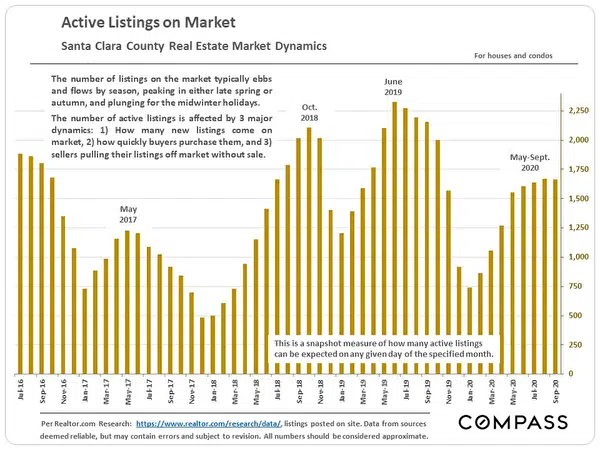 Active Listings on Market
Santa Clara County Real Estate Market Dynamics
For houses and condos
The number of listings on the market typically ebbs
and flows by season, peaking in either late spring or
autumn, and plunging for the midwinter holidays.
The number of active listings is affected by 3 major
dynamics: 1) How many new listings come on
market, 2) how quickly buyers purchase them, and 3)
sellers pulling their listings off market without sale.
May
2017
Oct.
2018
June
2019
May-Sept.
2020
2,250
2,000
1,750
1,500
1,250
1,000
750
500
250
0
This is a snapshot measure of how many active listings
can be expected on any given day of the specified month.
Jul-16
Sep-16
Nov-16
Jan-17
Mar-17
May-17
Jul-17
Sep-17
Nov-17
Jan-18
Mar-18
May-18
Jul-18
Sep-18
Nov-18
Jan-19
Mar-19
May-19
Jul-19
Sep-19
Nov-19
Jan-20
Mar-20
May-20
Jul-20
Sep-20
Per Realtor.com Research: https://www.realtor.com/research/data/, listings posted on site. Data from sources
deemed reliable, but may contain errors and subject to revision. All numbers should be considered approximate.
COMPASS